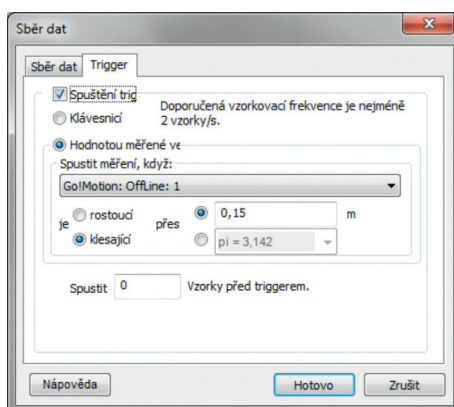 Sběr dat
Sběr dat Trigger
Spuštění trig
Klávesnicí
Doporučená vzorkovací frekvence je nejméně
2 vzorky/s.
Hodnotou měřené ve
Spustit měření, když:
Go!Motion: OffLine: 1
je rostoucí přes 0,15 m
klesající pi = 3,142
Spustit 0 Vzorky před triggerem.
Nápověda Hotovo Zrušit